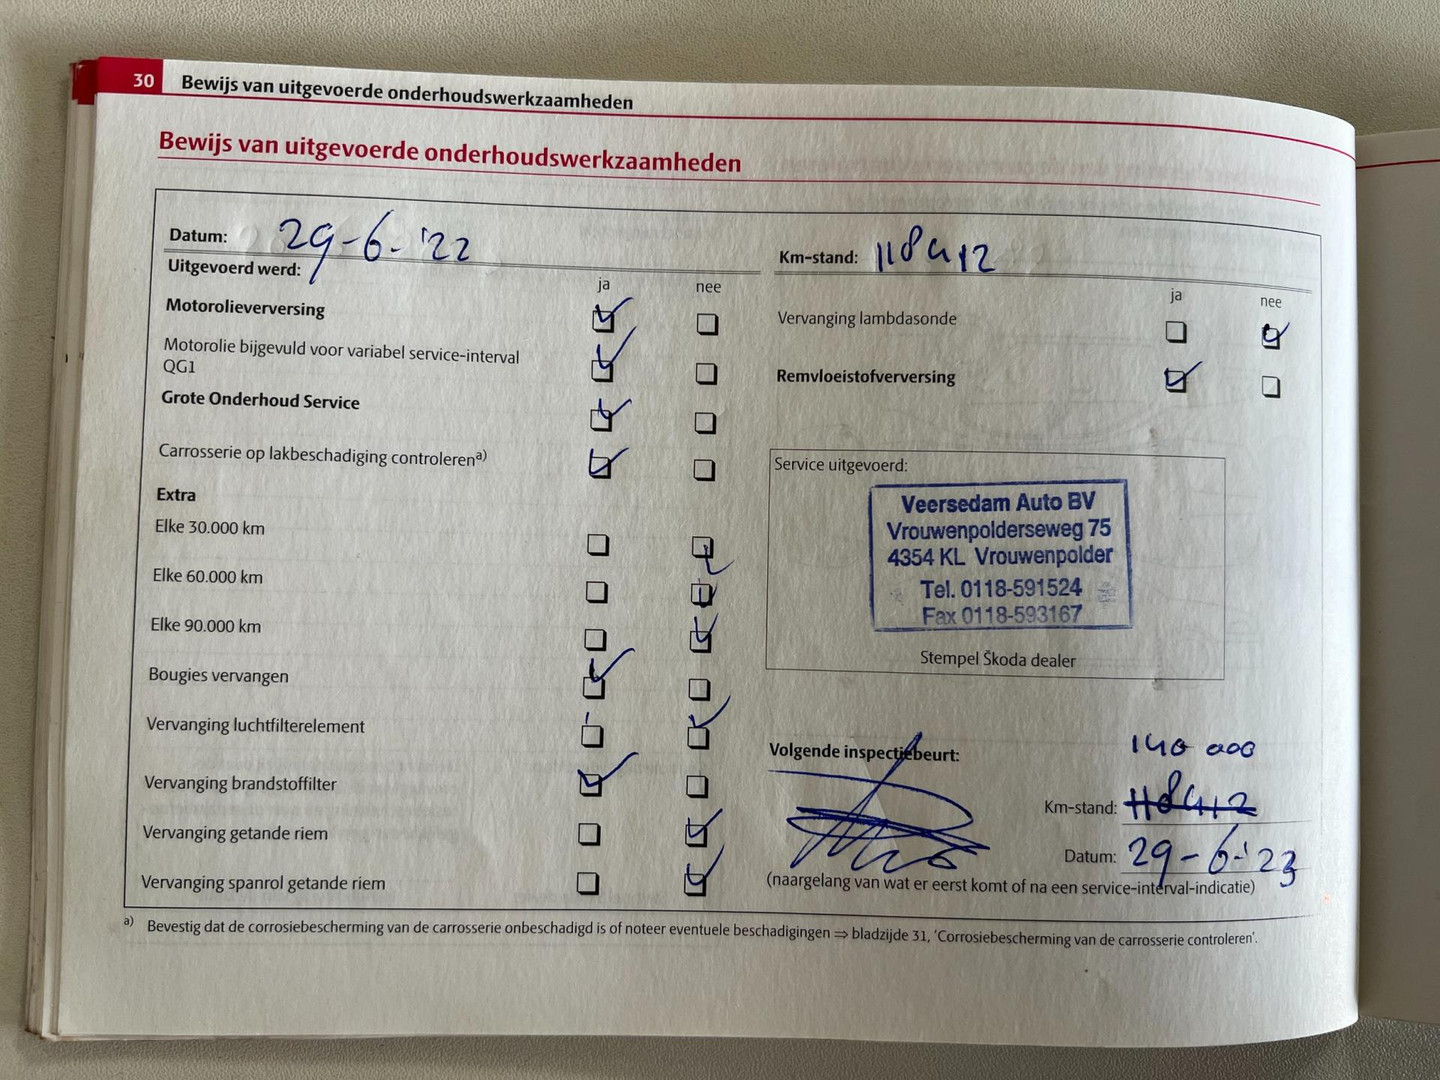 30 Bewijs van uitgevoerde onderhoudswerkzaamheden
Bewijs van uitgevoerde onderhoudswerkzaamheden
Datum: 29-6-'22
Uitgevoerd werd:
ja nee
Motorolieverversing
Motorolie bijgevuld voor variabel service-interval
QG1
Grote Onderhoud Service
Carrosserie op lakbeschadiging controleren a)
Extra
Elke 30.000 km
Elke 60.000 km
Elke 90.000 km
Bougies vervangen
Vervanging luchtfilterelement
Vervanging brandstoffilter
Vervanging getande riem
Vervanging spanrol getande riem
Km-stand: 118412
ja nee
Vervanging lambdasonde
Remvloeistofverversing
Service uitgevoerd:
Veersedam Auto BV
Vrouwenpolderseweg 75
4354 KL Vrouwenpolder
Tel. 0118-591524
Fax 0118-593167
Stempel Škoda dealer
Volgende inspectiebeurt:
140 000
Km-stand: 118412
Datum: 29-6-'23
(naargelang van wat er eerst komt of na een service-interval-indicatie)
a) Bevestig dat de corrosiebescherming van de carrosserie onbeschadigd is of noteer eventuele beschadigingen ⇒ bladzijde 31, 'Corrosiebescherming van de carrosserie controleren'.